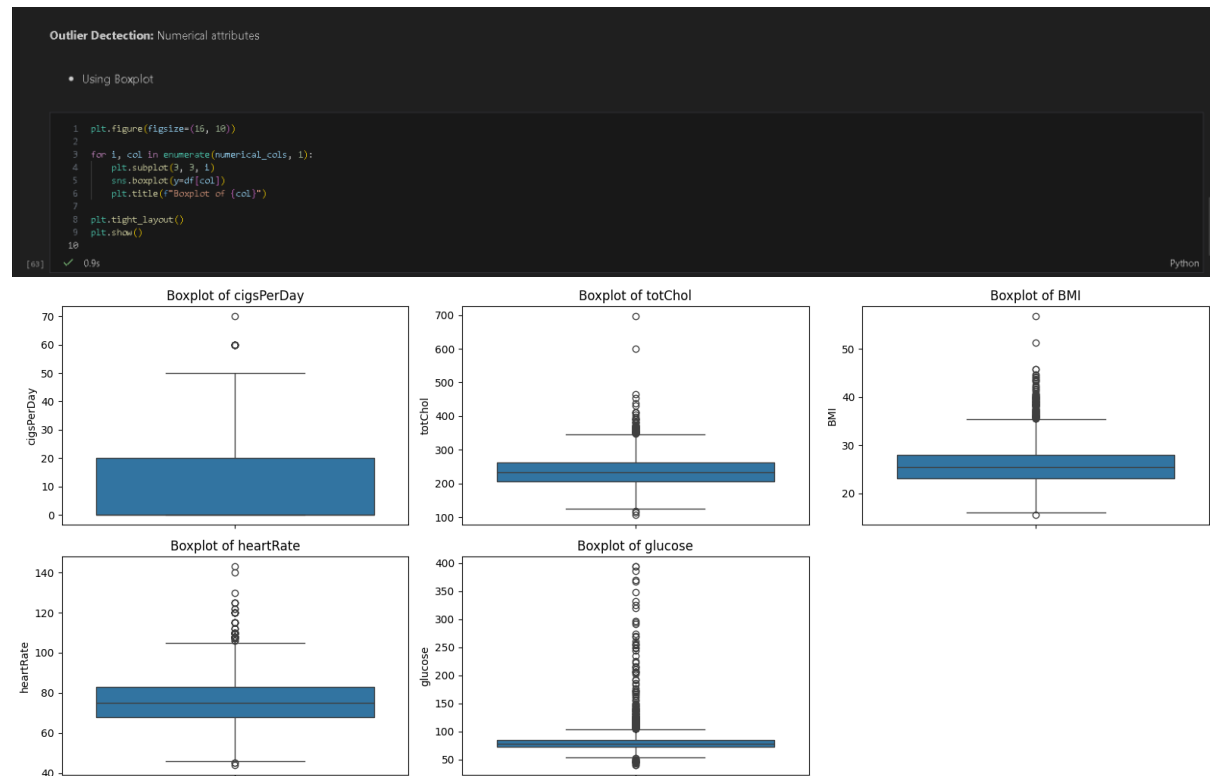 Outlier Dectection: Numerical attributes
• Using Boxplot
1 plt.figure(figsize=(16, 10))
2
3 for i, col in enumerate(numerical_cols, 1):
4 plt.subplot(3, 3, i)
5 sns.boxplot(y=df[col])
6 plt.title(f"Boxplot of {col}")
7
8 plt.tight_layout()
9 plt.show()
10
[63] ✓ 0.9s Python
Boxplot of cigsPerDay
70
60
50
40
30
20
10
0
cigsPerDay
Boxplot of totChol
700
600
500
400
300
200
100
totChol
Boxplot of BMI
50
40
30
20
BMI
Boxplot of heartRate
140
120
100
80
60
40
heartRate
Boxplot of glucose
400
350
300
250
200
150
100
50
glucose